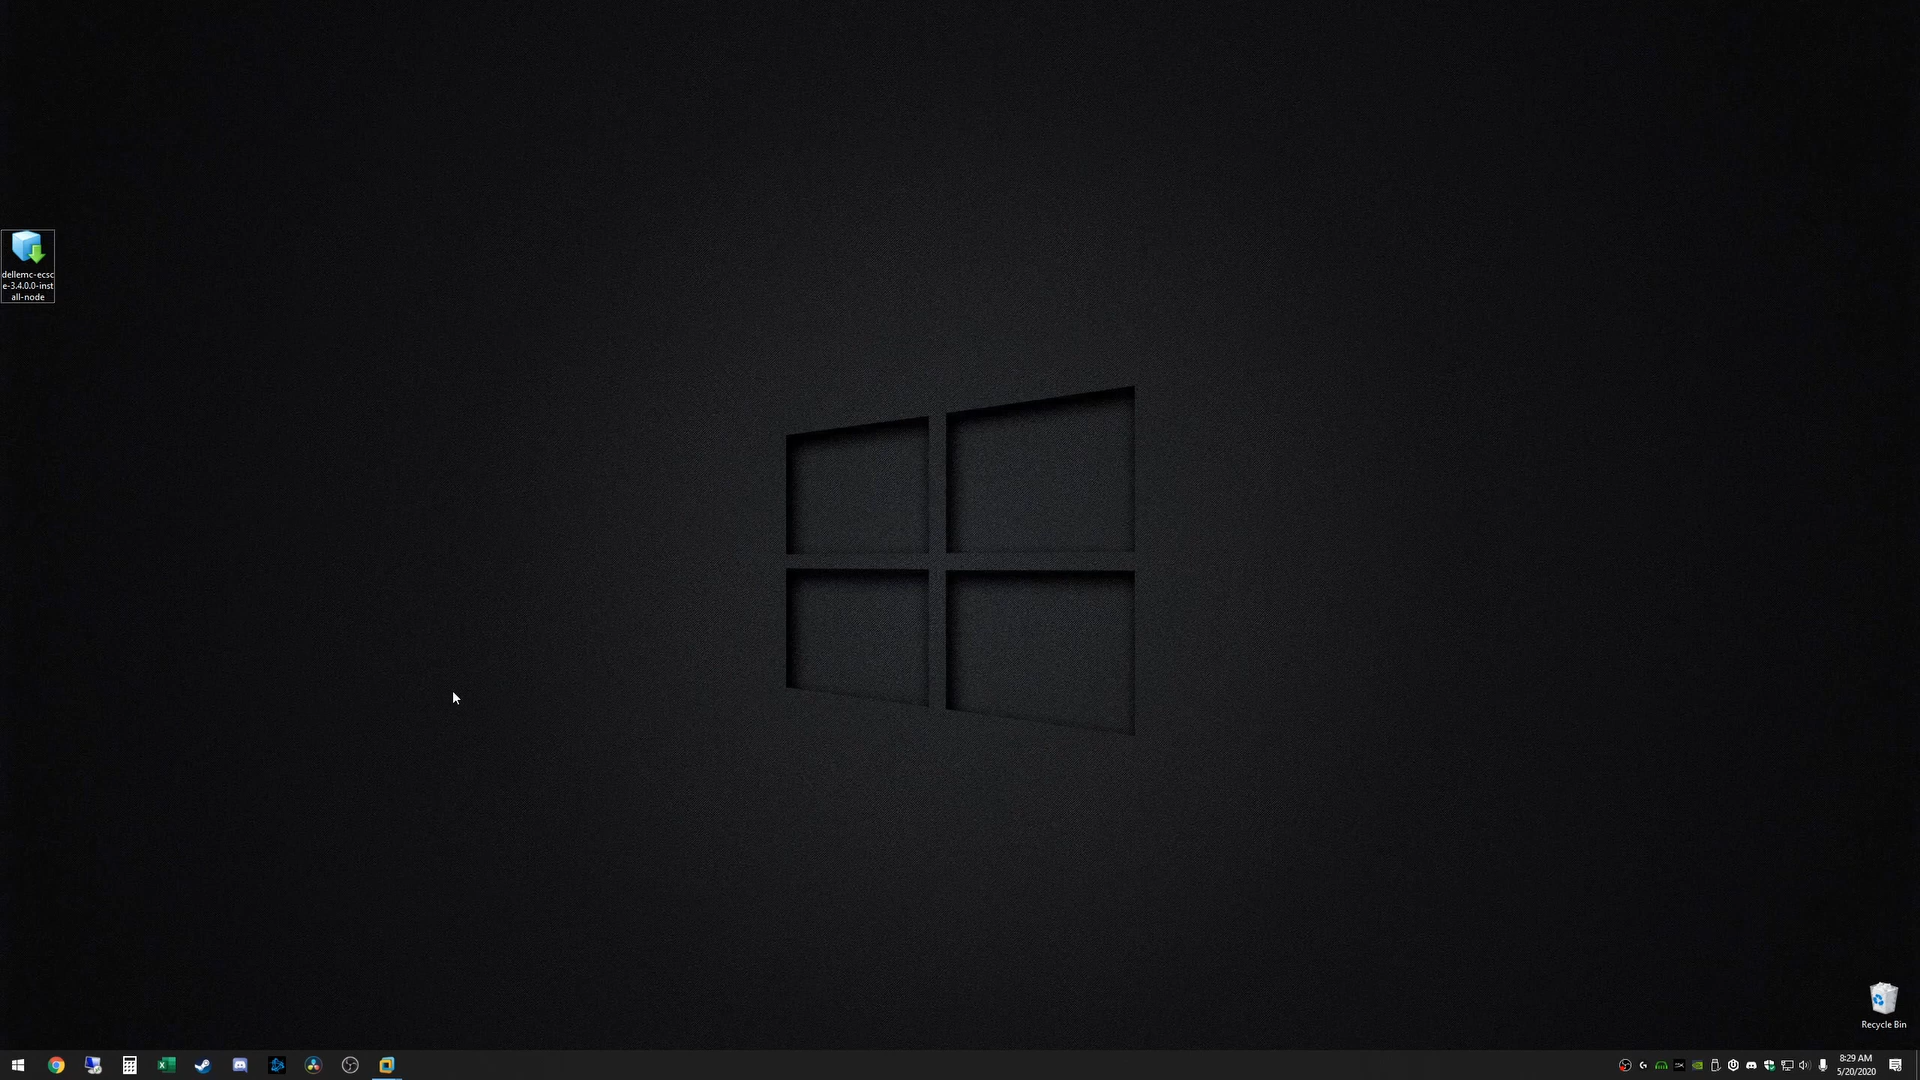 dellemc-ecsc
e-3.4.0.0-inst
all-node
Recycle Bin
8:29 AM
5/20/2020